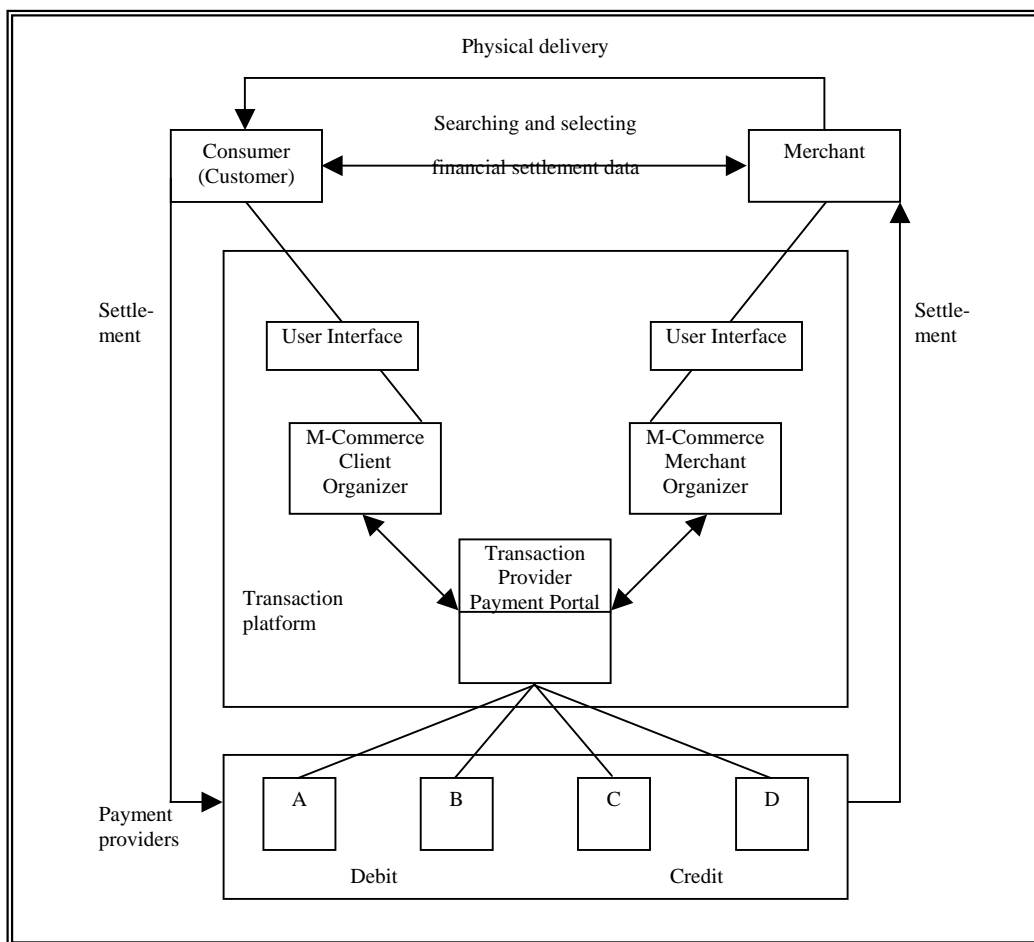 Physical delivery
Searching and selecting
financial settlement data
Consumer
(Customer)
Merchant
Settle-
ment
Settle-
ment
User Interface
User Interface
M-Commerce
Client
Organizer
M-Commerce
Merchant
Organizer
Transaction
Provider
Payment Portal
Transaction
platform
A
B
C
D
Payment
providers
Debit
Credit